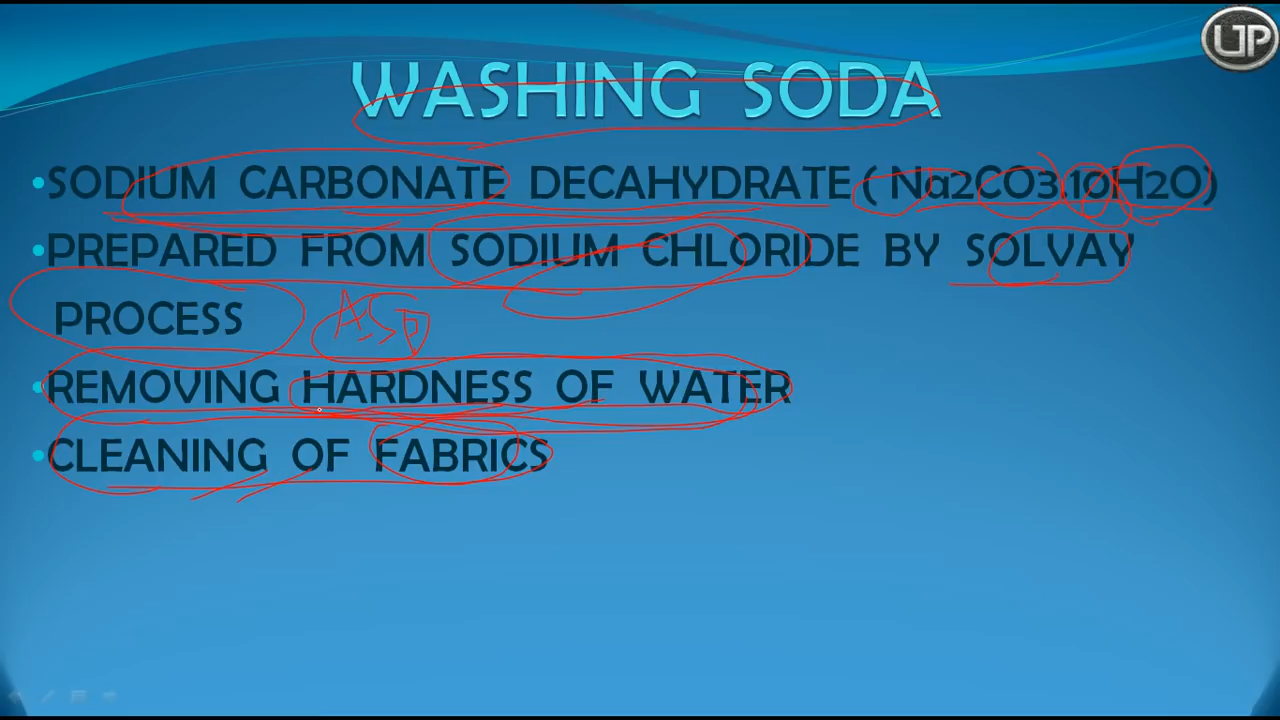 UP
WASHING SODA
•SODIUM CARBONATE DECAHYDRATE ( Na2CO3.10H2O)
•PREPARED FROM SODIUM CHLORIDE BY SOLVAY
PROCESS
•REMOVING HARDNESS OF WATER
•CLEANING OF FABRICS